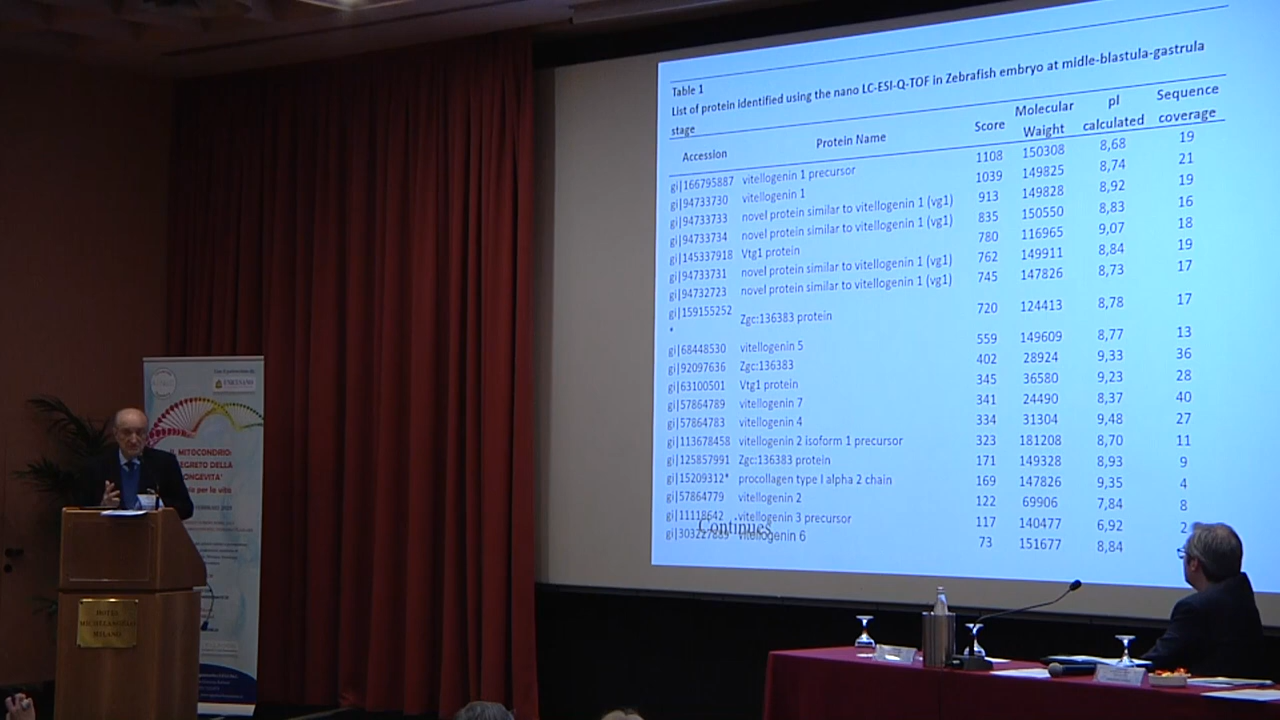 Table 1
List of protein identified using the nano LC-ESI-Q-TOF in Zebrafish embryo at midle-blastula-gastrula
stage
Accession Protein Name Score Molecular Weight pI calculated Sequence coverage
gi|166795887 vitellogenin 1 precursor 1108 150308 8,68 19
gi|94733730 vitellogenin 1 1039 149825 8,74 21
gi|94733733 novel protein similar to vitellogenin 1 (vg1) 913 149828 8,92 19
gi|94733734 novel protein similar to vitellogenin 1 (vg1) 835 150550 8,83 16
gi|145337918 Vtg1 protein 780 116965 9,07 18
gi|94733731 novel protein similar to vitellogenin 1 (vg1) 762 149911 8,84 19
gi|94732723 novel protein similar to vitellogenin 1 (vg1) 745 147826 8,73 17
gi|159155252 * Zgc:136383 protein 720 124413 8,78 17
gi|68448530 vitellogenin 5 559 149609 8,77 13
gi|92097636 Zgc:136383 402 28924 9,33 36
gi|63100501 Vtg1 protein 345 36580 9,23 28
gi|57864789 vitellogenin 7 341 24490 8,37 40
gi|57864783 vitellogenin 4 334 31304 9,48 27
gi|113678458 vitellogenin 2 isoform 1 precursor 323 181208 8,70 11
gi|125857991 Zgc:136383 protein 171 149328 8,93 9
gi|15209312* procollagen type I alpha 2 chain 169 147826 9,35 4
gi|57864779 vitellogenin 2 122 69906 7,84 8
gi|11118642 vitellogenin 3 precursor 117 140477 6,92 2
vitellogenin 6 73 151677 8,84
Continues
IL MITOCONDRIO:
SEGRETO DELLA
LONGEVITA'
per la vita
HOTEL
MICHELANGELO
MILANO